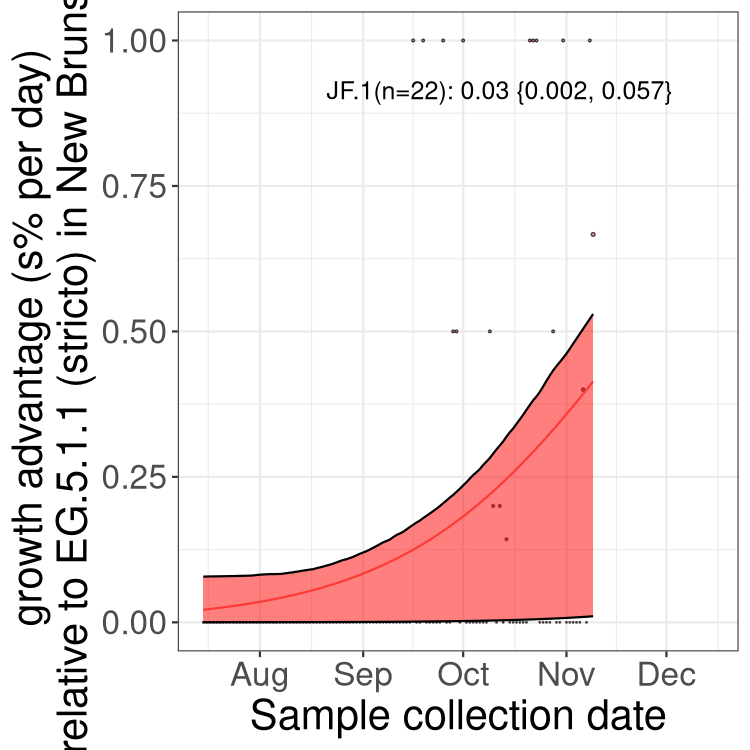 growth advantage (s% per day)
relative to EG.5.1.1 (stricto) in New Bruns
1.00
0.75
0.50
0.25
0.00
JF.1(n=22): 0.03 {0.002, 0.057}
Aug Sep Oct Nov Dec
Sample collection date